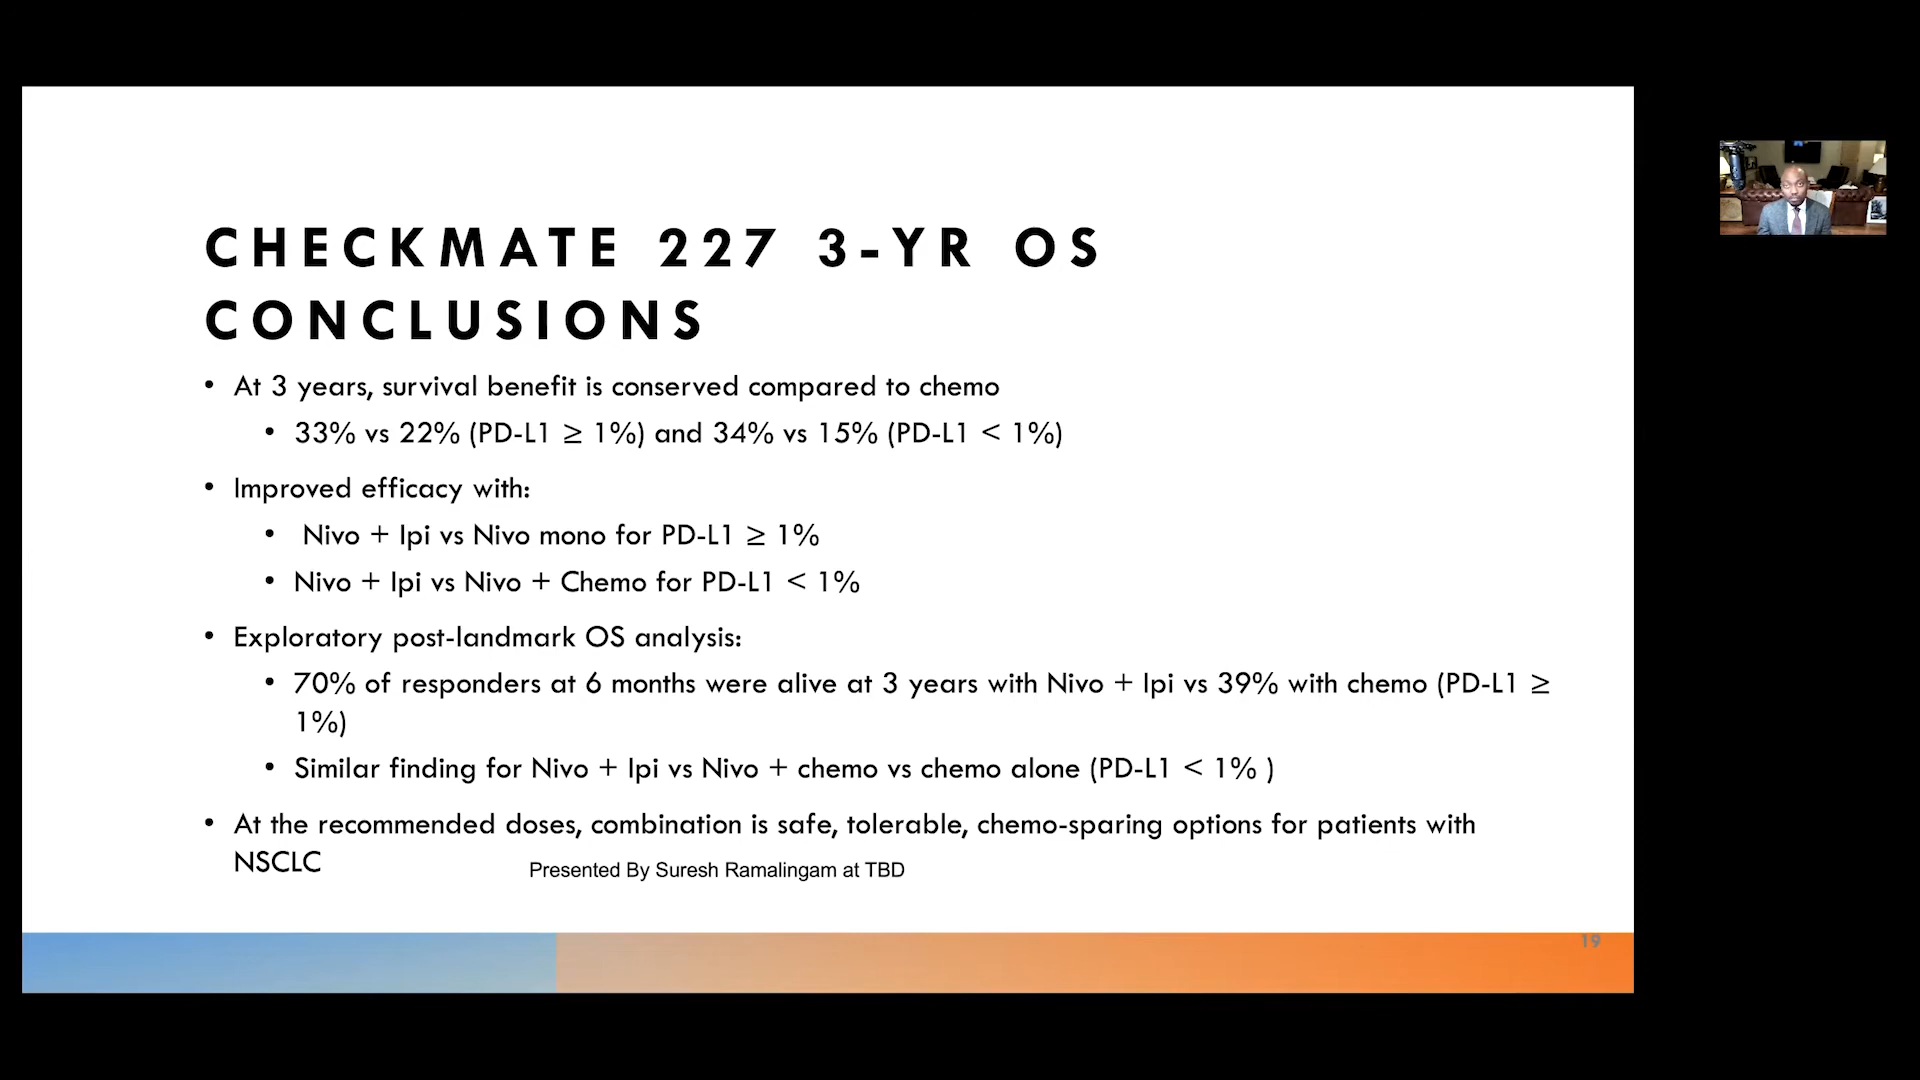 CHECKMATE 227 3-YR OS
CONCLUSIONS
• At 3 years, survival benefit is conserved compared to chemo
• 33% vs 22% (PD-L1 ≥ 1%) and 34% vs 15% (PD-L1 < 1%)
• Improved efficacy with:
• Nivo + Ipi vs Nivo mono for PD-L1 ≥ 1%
• Nivo + Ipi vs Nivo + Chemo for PD-L1 < 1%
• Exploratory post-landmark OS analysis:
• 70% of responders at 6 months were alive at 3 years with Nivo + Ipi vs 39% with chemo (PD-L1 ≥
1%)
• Similar finding for Nivo + Ipi vs Nivo + chemo vs chemo alone (PD-L1 < 1% )
• At the recommended doses, combination is safe, tolerable, chemo-sparing options for patients with
NSCLC
Presented By Suresh Ramalingam at TBD
19